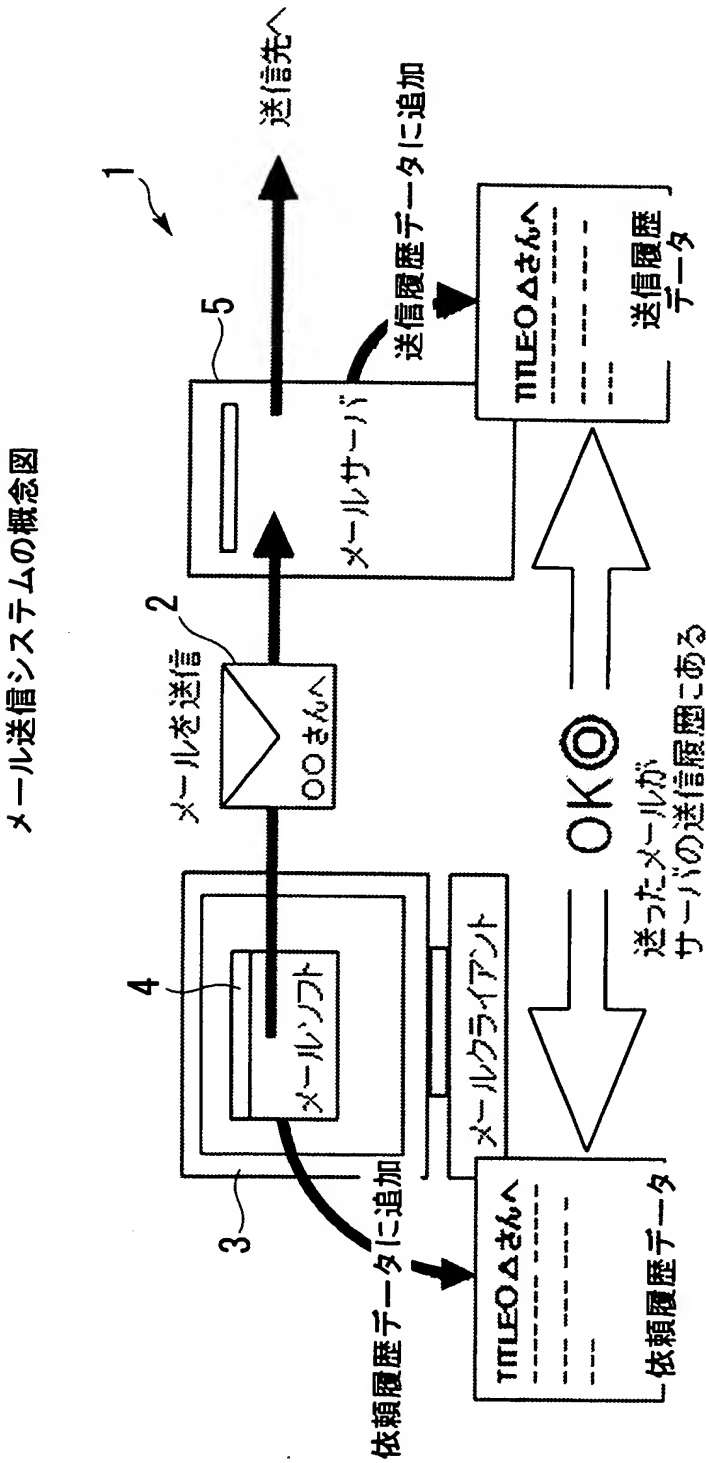 メール送信システムの概念図
1
メールを送信
2
5
送信先へ
4
3
メールソフト
〇〇さんへ
メールサーバ
メールクライアント
依頼履歴データに追加
送信履歴データに追加
TITLE〇△さんへ
依頼履歴データ
OK◎
送ったメールが
サーバの送信履歴にある
TITLE〇△さんへ
送信履歴
データ